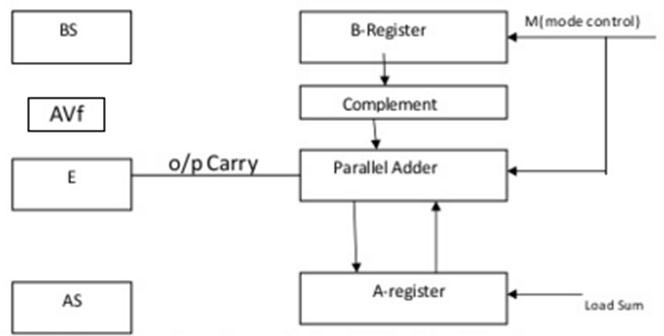 BS
B-Register
M(mode control)
AVf
Complement
o/p Carry
E
Parallel Adder
AS
A-register
Load Sum